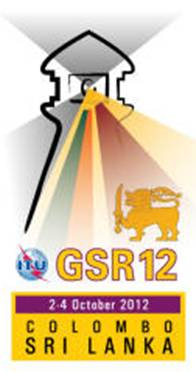 ITU GSR12
2-4 October 2012
COLOMBO
SRI LANKA